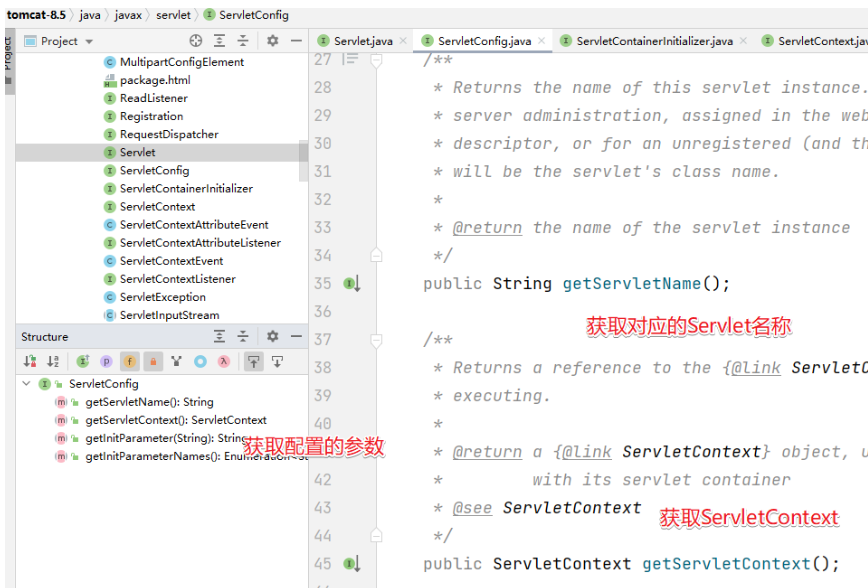 tomcat-8.5 〉 java 〉 javax 〉 servlet 〉 ServletConfig
Project
Project
Servlet.java
ServletConfig.java
ServletContainerInitializer.java
MultipartConfigElement
package.html
ReadListener
Registration
RequestDispatcher
Servlet
ServletConfig
ServletContainerInitializer
ServletContext
ServletContextAttributeEvent
ServletContextAttributeListener
ServletContextEvent
ServletContextListener
ServletException
ServletInputStream
Structure
ServletConfig
getServletName(): String
getServletContext(): ServletContext
getInitParameter(String): String
getInitParameterNames():
获取配置的参数
27 /**
28 * Returns the name of this servlet instance.
29 * server administration, assigned in the web
30 * descriptor, or for an unregistered (and
31 * will be the servlet's class name.
32 *
33 * @return the name of the servlet instance
34 */
35 public String getServletName();
36
获取对应的Servlet名称
37 /**
38 * Returns a reference to the {@link
39 * executing.
40 *
* @return a {@link ServletContext} object,
42 * with its servlet container
43 * @see ServletContext
获取ServletContext
44 */
45 public ServletContext getServletContext();